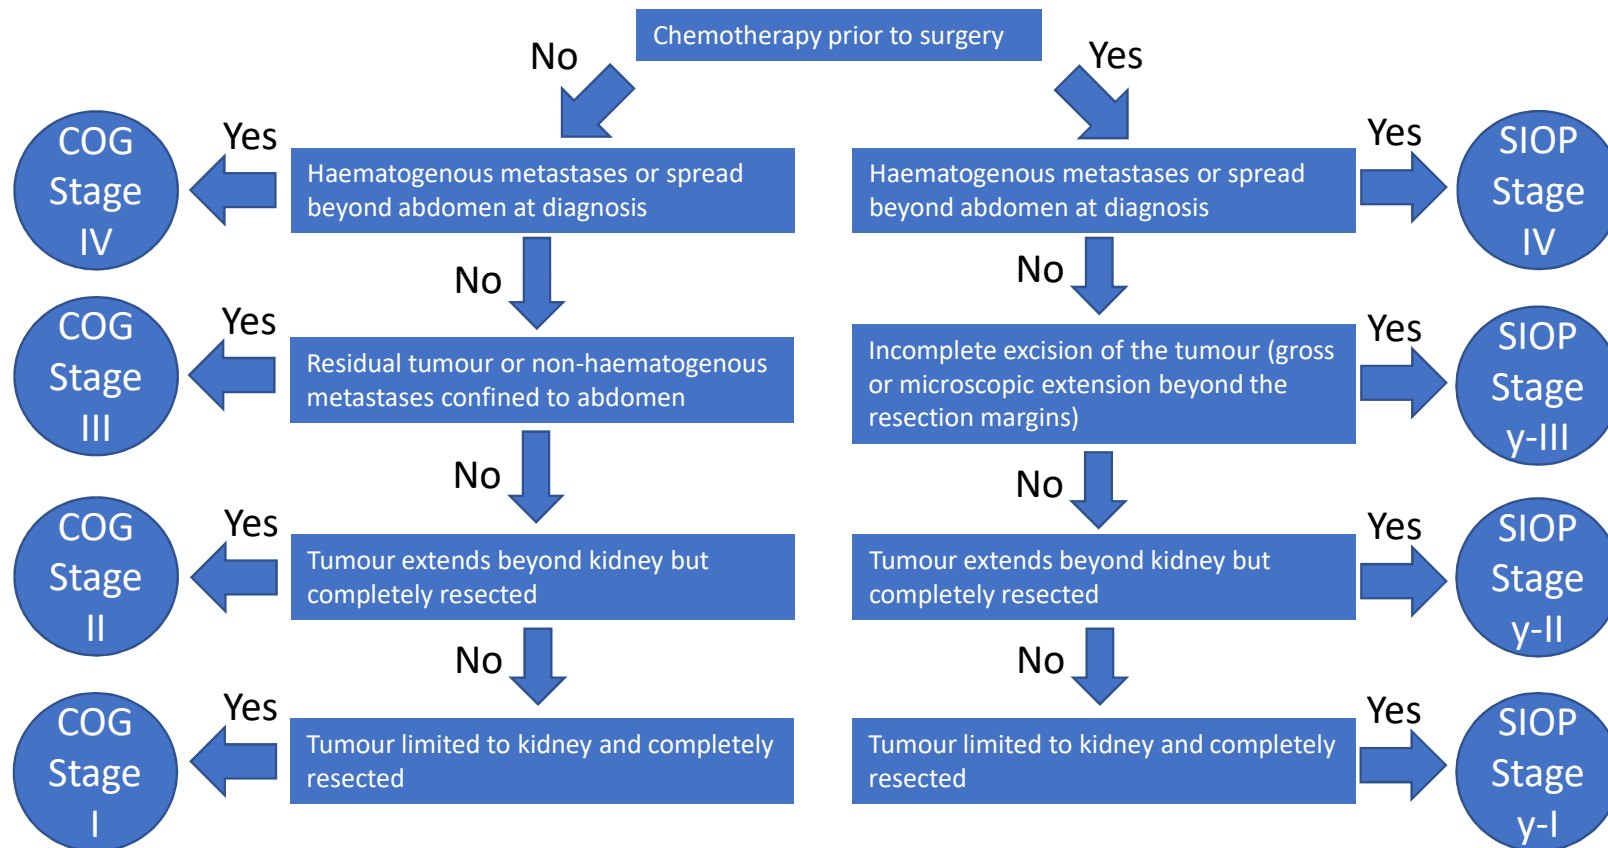 Chemotherapy prior to surgery
No
Yes
COG
Stage
IV
Yes
Haematogenous metastases or spread
beyond abdomen at diagnosis
Haematogenous metastases or spread
beyond abdomen at diagnosis
Yes
SIOP
Stage
IV
No
No
COG
Stage
III
Yes
Residual tumour or non-haematogenous
metastases confined to abdomen
Incomplete excision of the tumour (gross
or microscopic extension beyond the
resection margins)
Yes
SIOP
Stage
y-III
No
No
COG
Stage
II
Yes
Tumour extends beyond kidney but
completely resected
Tumour extends beyond kidney but
completely resected
Yes
SIOP
Stage
y-II
No
No
COG
Stage
I
Yes
Tumour limited to kidney and completely
resected
Tumour limited to kidney and completely
resected
Yes
SIOP
Stage
y-I